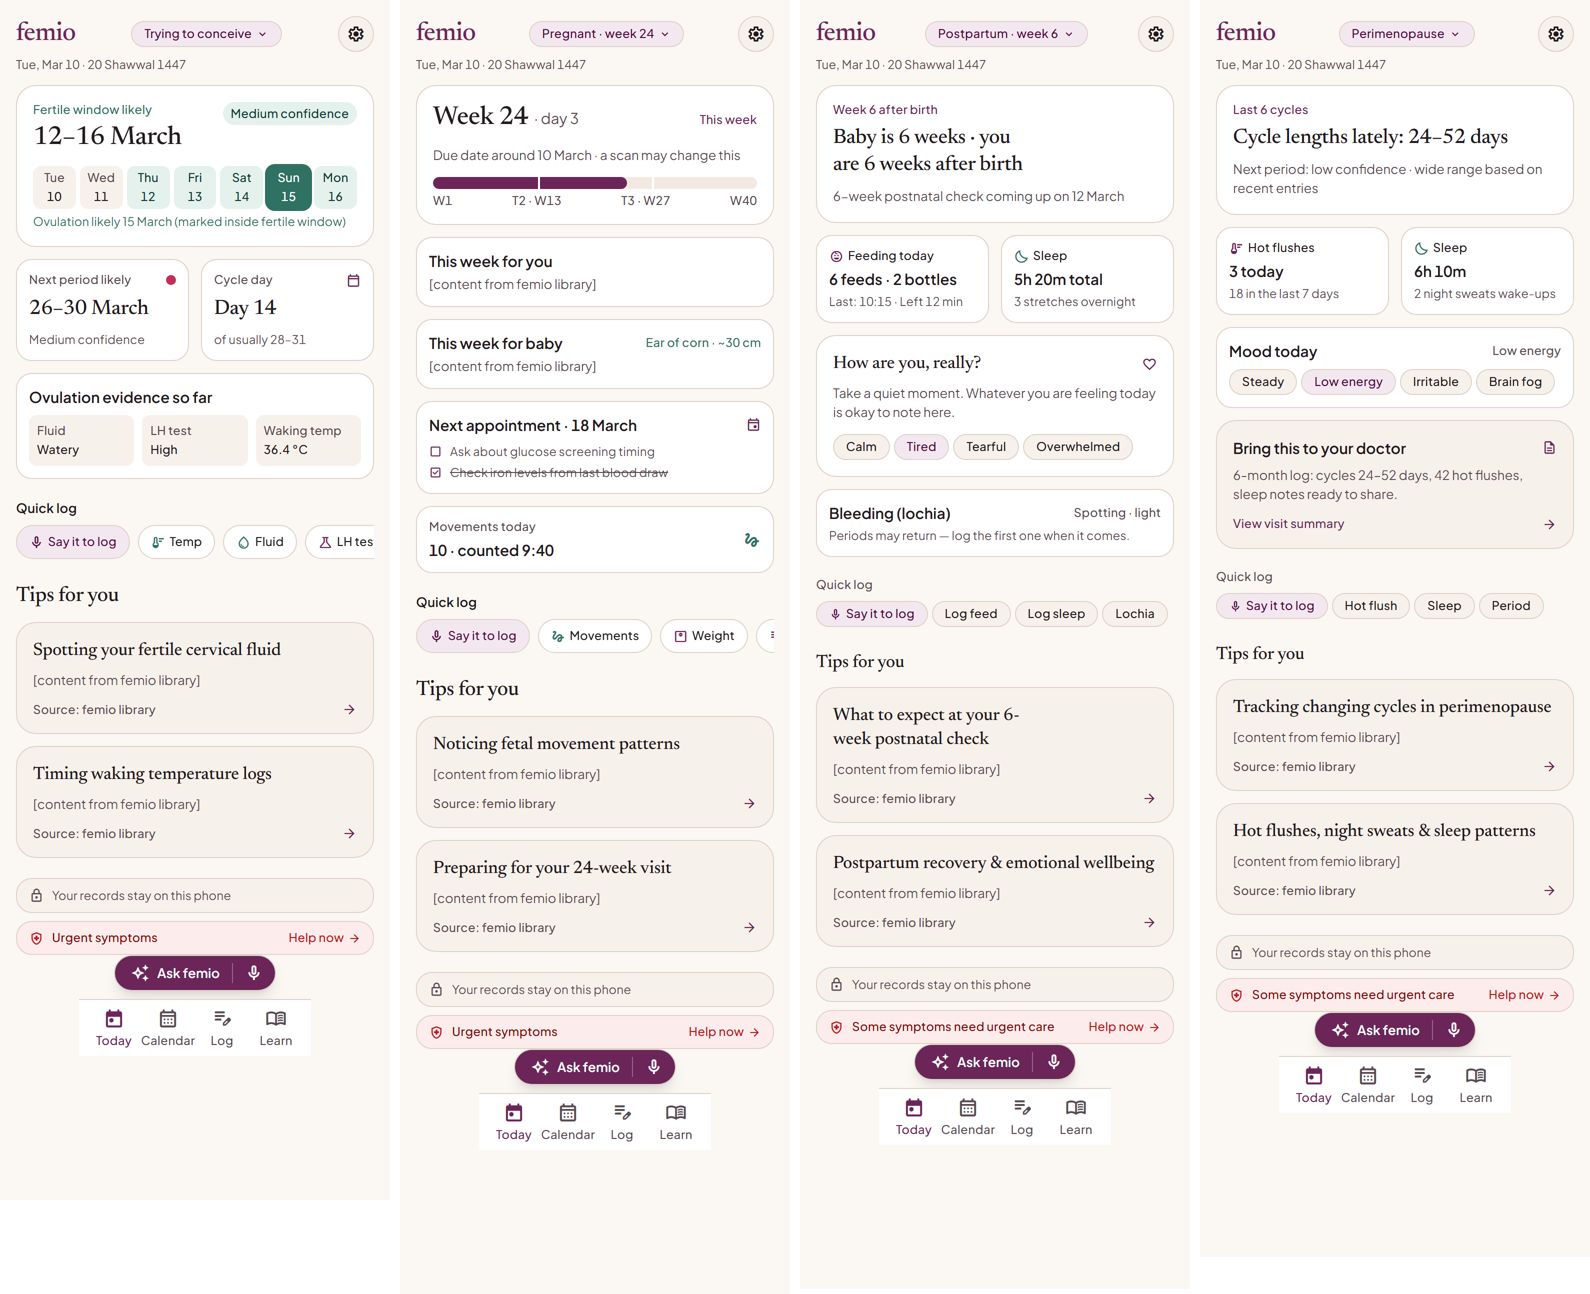 femio
Trying to conceive
Tue, Mar 10 · 20 Shawwal 1447
Fertile window likely
Medium confidence
12–16 March
Tue Wed Thu Fri Sat Sun Mon
10 11 12 13 14 15 16
Ovulation likely 15 March (marked inside fertile window)
Next period likely
26–30 March
Medium confidence
Cycle day
Day 14
of usually 28–31
Ovulation evidence so far
Fluid
Watery
LH test
High
Waking temp
36.4 °C
Quick log
Say it to log
Temp
Fluid
LH tes
Tips for you
Spotting your fertile cervical fluid
[content from femio library]
Source: femio library
Timing waking temperature logs
[content from femio library]
Source: femio library
Your records stay on this phone
Urgent symptoms
Help now
Ask femio
Today
Calendar
Log
Learn
femio
Pregnant · week 24
Tue, Mar 10 · 20 Shawwal 1447
Week 24 · day 3
This week
Due date around 10 March · a scan may change this
W1
T2 · W13
T3 · W27
W40
This week for you
[content from femio library]
This week for baby
Ear of corn · ~30 cm
[content from femio library]
Next appointment · 18 March
Ask about glucose screening timing
Check iron levels from last blood draw
Movements today
10 · counted 9:40
Quick log
Say it to log
Movements
Weight
Tips for you
Noticing fetal movement patterns
[content from femio library]
Source: femio library
Preparing for your 24-week visit
[content from femio library]
Source: femio library
Your records stay on this phone
Urgent symptoms
Help now
Ask femio
Today
Calendar
Log
Learn
femio
Postpartum · week 6
Tue, Mar 10 · 20 Shawwal 1447
Week 6 after birth
Baby is 6 weeks · you
are 6 weeks after birth
6-week postnatal check coming up on 12 March
Feeding today
6 feeds · 2 bottles
Last: 10:15 · Left 12 min
Sleep
5h 20m total
3 stretches overnight
How are you, really?
Take a quiet moment. Whatever you are feeling today
is okay to note here.
Calm
Tired
Tearful
Overwhelmed
Bleeding (lochia)
Spotting · light
Periods may return — log the first one when it comes.
Quick log
Say it to log
Log feed
Log sleep
Lochia
Tips for you
What to expect at your 6-
week postnatal check
[content from femio library]
Source: femio library
Postpartum recovery & emotional wellbeing
[content from femio library]
Source: femio library
Your records stay on this phone
Some symptoms need urgent care
Help now
Ask femio
Today
Calendar
Log
Learn
femio
Perimenopause
Tue, Mar 10 · 20 Shawwal 1447
Last 6 cycles
Cycle lengths lately: 24–52 days
Next period: low confidence · wide range based on
recent entries
Hot flushes
3 today
18 in the last 7 days
Sleep
6h 10m
2 night sweats wake-ups
Mood today
Low energy
Steady
Low energy
Irritable
Brain fog
Bring this to your doctor
6-month log: cycles 24–52 days, 42 hot flushes,
sleep notes ready to share.
View visit summary
Quick log
Say it to log
Hot flush
Sleep
Period
Tips for you
Tracking changing cycles in perimenopause
[content from femio library]
Source: femio library
Hot flushes, night sweats & sleep patterns
[content from femio library]
Source: femio library
Your records stay on this phone
Some symptoms need urgent care
Help now
Ask femio
Today
Calendar
Log
Learn